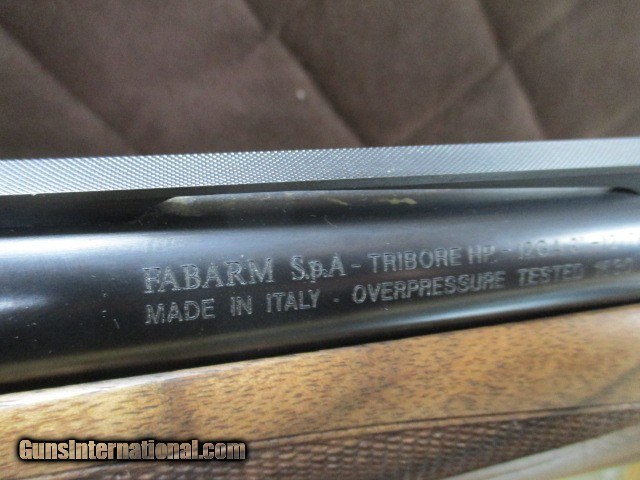 FABARM S.p.A - TRIBORE HP.
MADE IN ITALY - OVERPRESSURE TESTED
GunsInternational.com